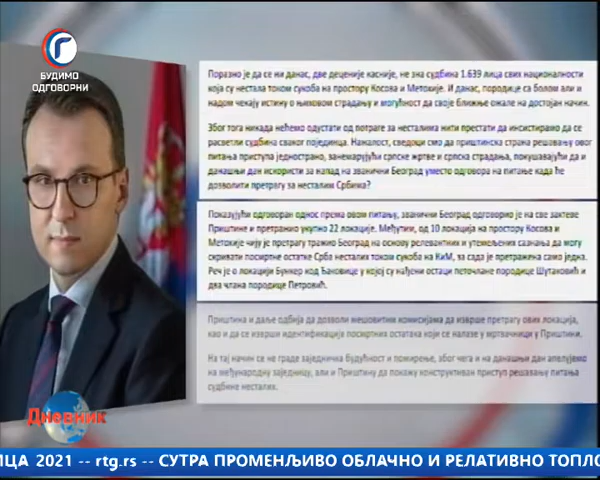 БУДИМО
ОДГОВОРНИ
Поразно је да се ни данас, две деценије касније, не зна судбина 1.639 лица свих националности
која су нестала током сукоба на простору Косова и Метохије. И данас, породице са болом али и
надом чекају истину о њиховом страдању и могућност да своје ближње ожале на достојан начин.
Због тога никада нећемо одустати од потраге за несталима нити престати да инсистирамо да се
расветли судбина сваког појединца. Нажалост, сведоци смо да приштинска страна решавању овог
питања приступа једнострано, занемарујући српске жртве и српска страдања, покушавајући да и
данашњи дан искористи за напад на званични Београд уместо одговора на питање када ће
дозволити претрагу за несталим Србима?
Показујући одговоран однос према овом питању, званични Београд одговорио је на све захтеве
Приштине и претранио укупно 22 локације. Међутим, од 10 локација на простору Косова и
Метохије чију је претрагу тражио Београд на основу релевантних и утемељених сазнања да могу
скривати посмртне остатке Срба несталих током сукоба на КиМ, за сада је претражена само једна.
Реч је о локацији Бункер код Ђаковице у којој су нађени остаци петочлане породице Шутаковић и
два члана породице Петровић.
Приштина и даље одбија да дозволи мешовитим комисијама да изврше претрагу ових локација,
као и да се изврши идентификација посмртних остатака који се налазе у мртвачници у Приштини.
На тај начин се не граде заједничка будућност и помирење, због чега и на данашњи дан апелујемо
на међународну заједницу, али и Приштину да покажу конструктиван приступ решавању питања
судбине несталих.
Дневник
ИЦА 2021 -- rtg.rs -- СУТРА ПРОМЕНЉИВО ОБЛАЧНО И РЕЛАТИВНО ТОПЛО